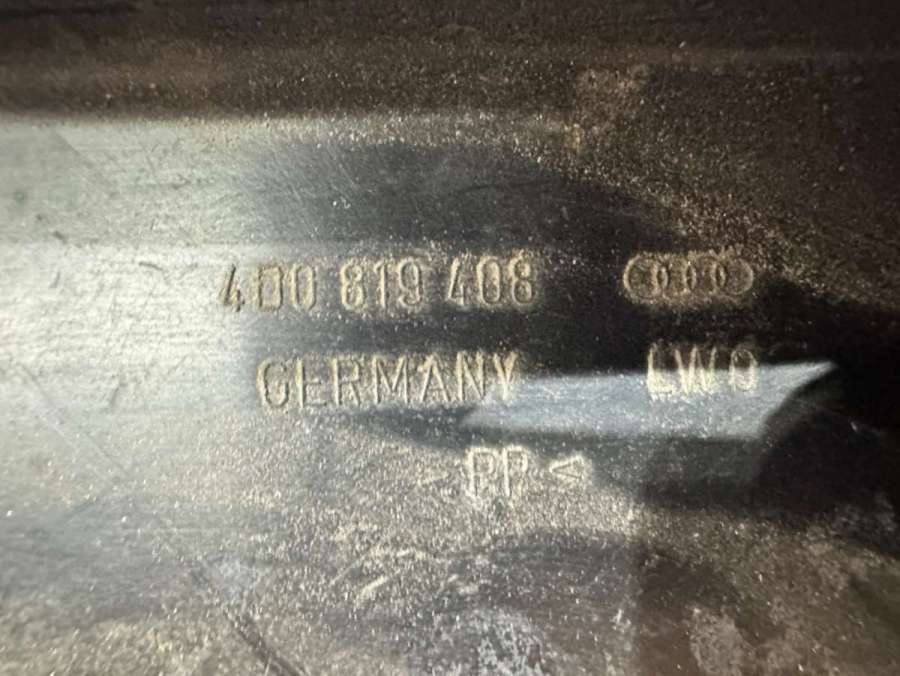 4D0 819 408
GERMANY LWO
>PP<